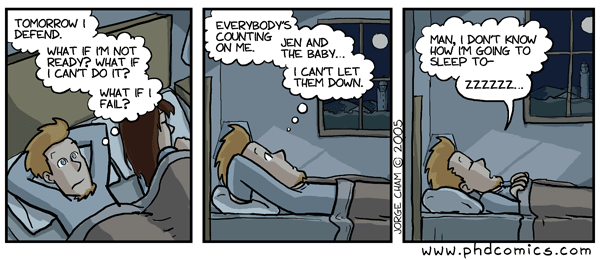 TOMORROW I
DEFEND.
WHAT IF I'M NOT
READY? WHAT IF
I CAN'T DO IT?
WHAT IF I
FAIL?
EVERYBODY'S
COUNTING
ON ME.
JEN AND
THE BABY...
I CAN'T LET
THEM DOWN.
JORGE CHAM © 2005
MAN, I DON'T KNOW
HOW I'M GOING TO
SLEEP TO-
ZZZZZZ...
www.phdcomics.com